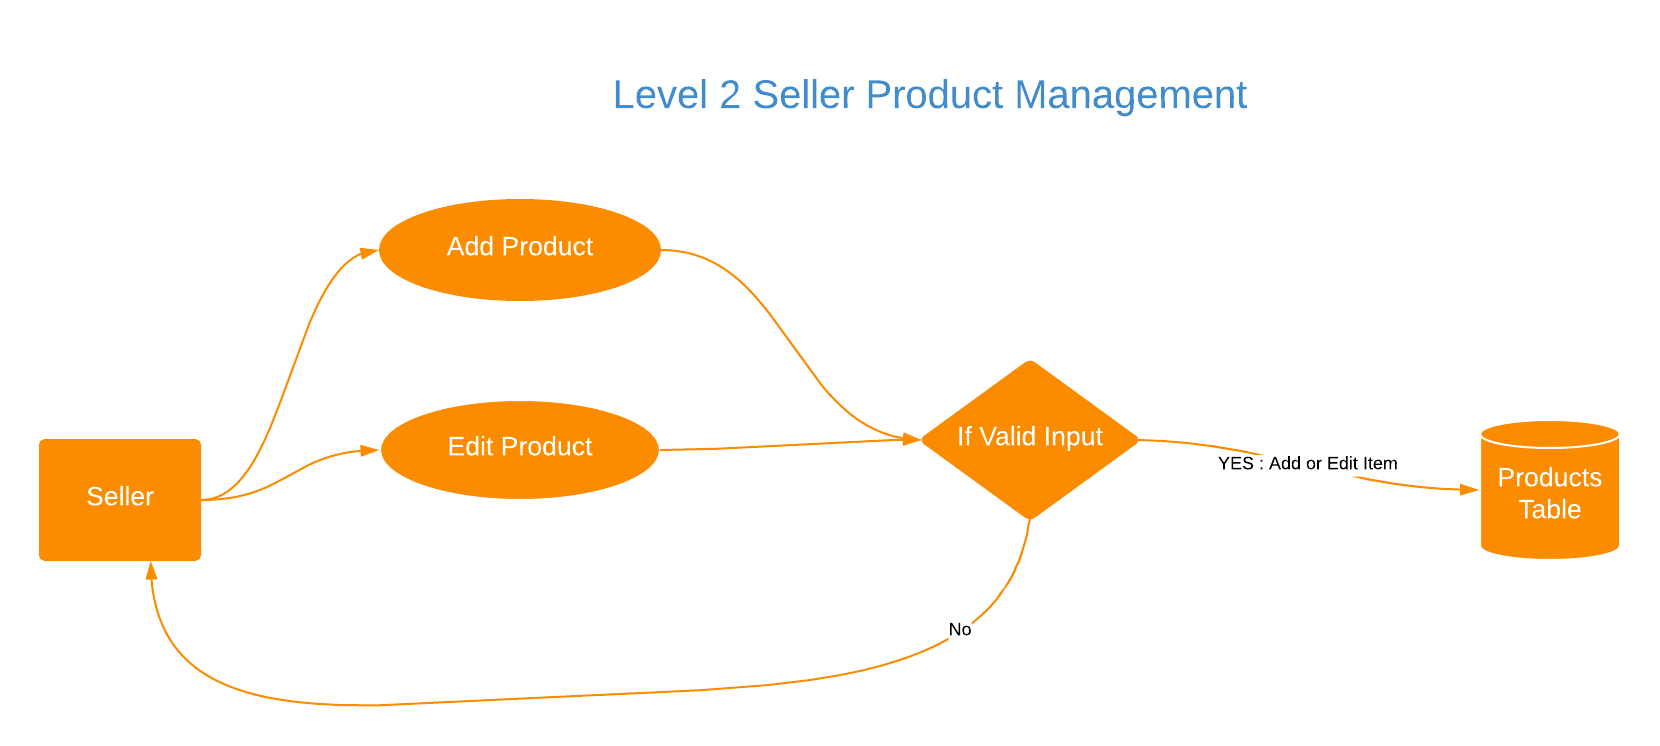 Level 2 Seller Product Management
Add Product
Edit Product
If Valid Input
YES : Add or Edit Item
Products
Table
Seller
No